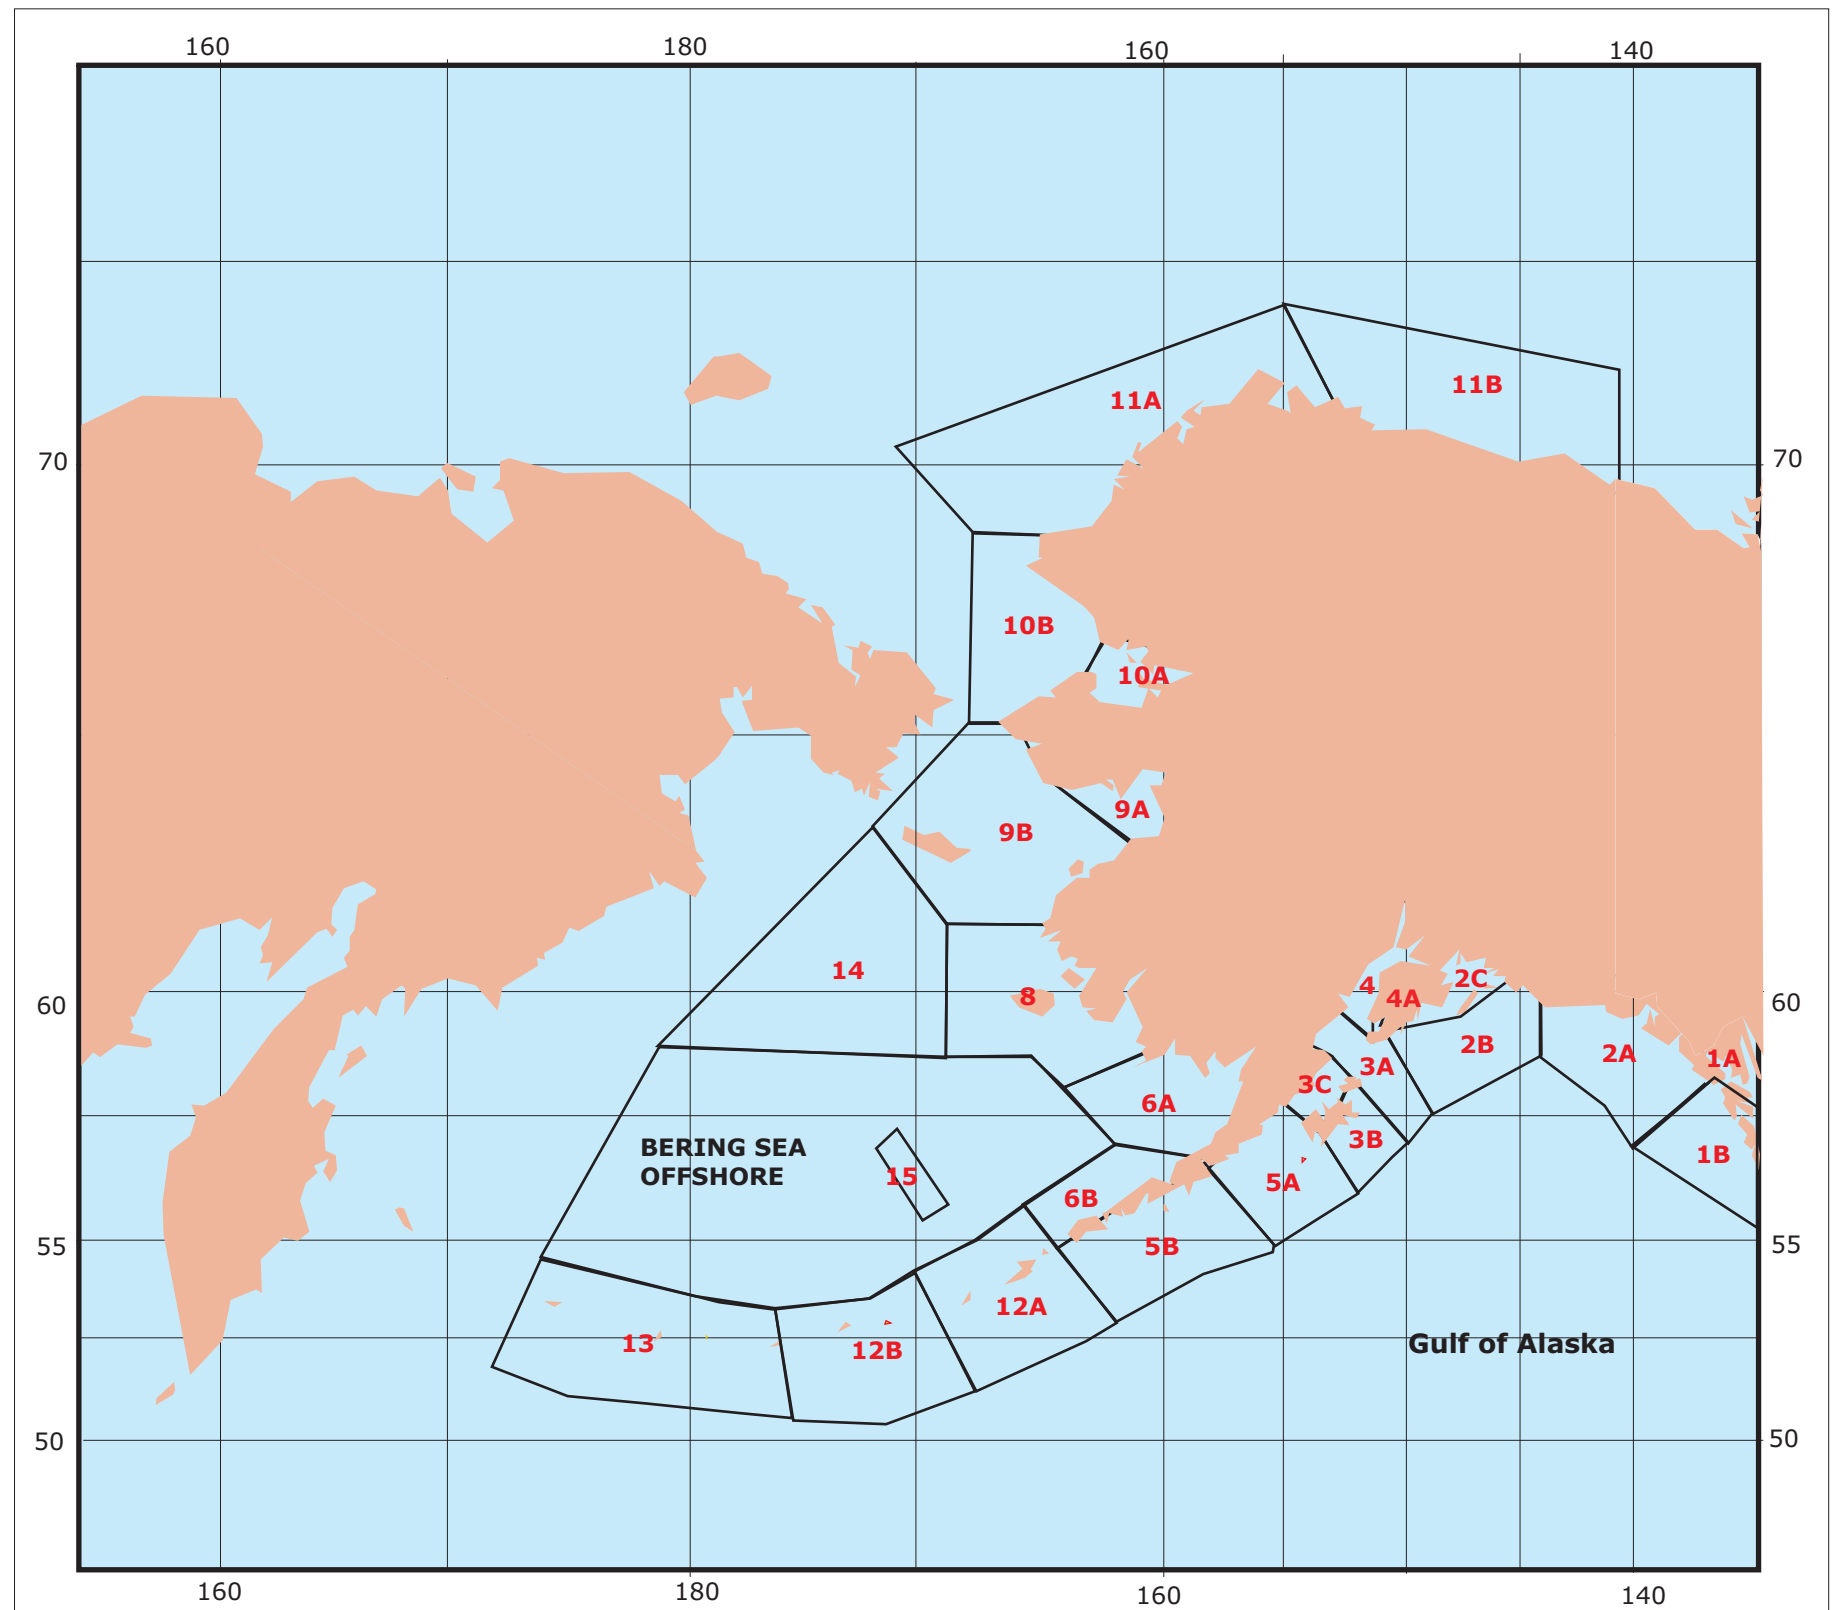 160 180 160 140
11B
11A
70 70
10B
10A
9A
9B
14
2C
4
8 4A
60 60
2B
2A
1A
3A
3C
6A
3B
BERING SEA
OFFSHORE
1B
15
5A
6B
5B
55 55
12A
13
12B
Gulf of Alaska
50 50
160 180 160 140